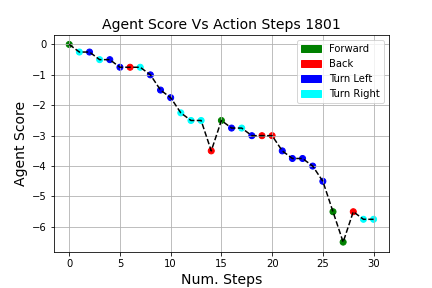 Agent Score Vs Action Steps 1801
Forward
Back
Turn Left
Turn Right
Agent Score
0
−1
−2
−3
−4
−5
−6
0 5 10 15 20 25 30
Num. Steps